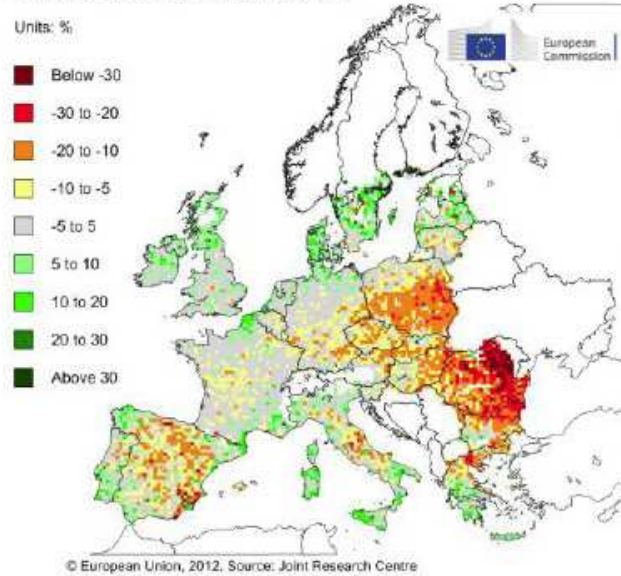 Units: %
European
Commission
Below -30
-30 to -20
-20 to -10
-10 to -5
-5 to 5
5 to 10
10 to 20
20 to 30
Above 30
© European Union, 2012. Source: Joint Research Centre